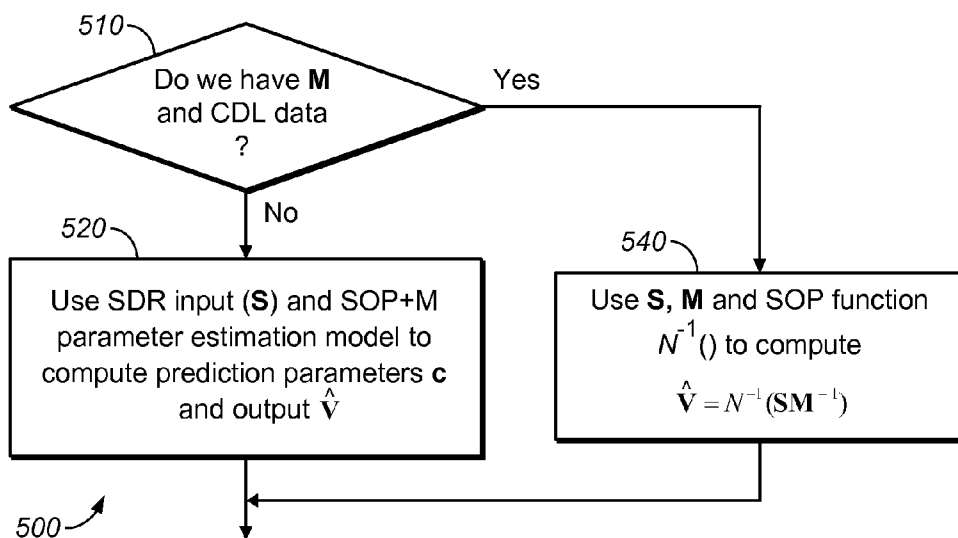 510
Do we have M
and CDL data
?
Yes
No
520
Use SDR input (S) and SOP+M
parameter estimation model to
compute prediction parameters c
and output V̂
540
Use S, M and SOP function
N⁻¹() to compute
V̂ = N⁻¹(SM⁻¹)
500